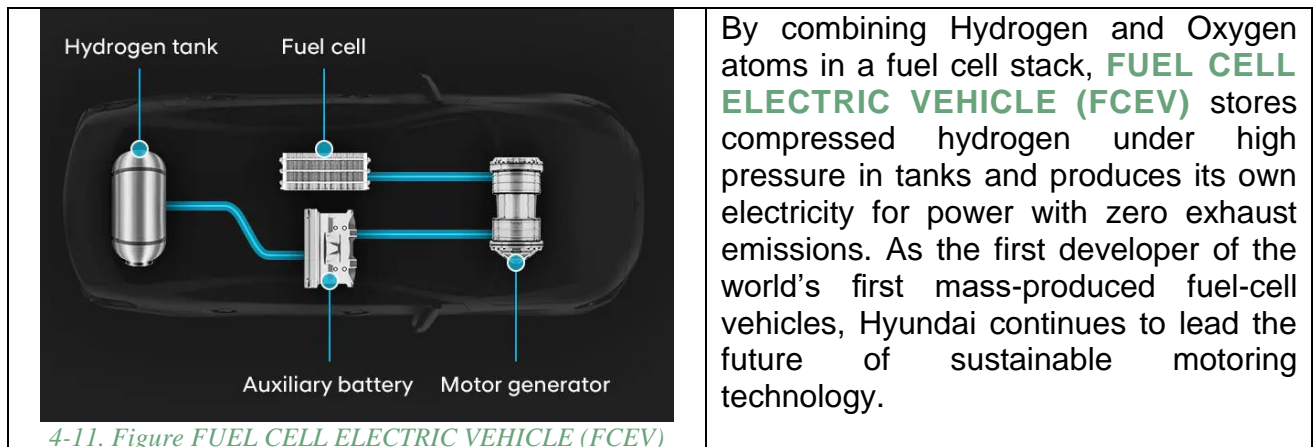 Hydrogen tank
Fuel cell
Auxiliary battery
Motor generator
4-11. Figure FUEL CELL ELECTRIC VEHICLE (FCEV)
By combining Hydrogen and Oxygen
atoms in a fuel cell stack, FUEL CELL
ELECTRIC VEHICLE (FCEV) stores
compressed hydrogen under high
pressure in tanks and produces its own
electricity for power with zero exhaust
emissions. As the first developer of the
world’s first mass-produced fuel-cell
vehicles, Hyundai continues to lead the
future of sustainable motoring
technology.